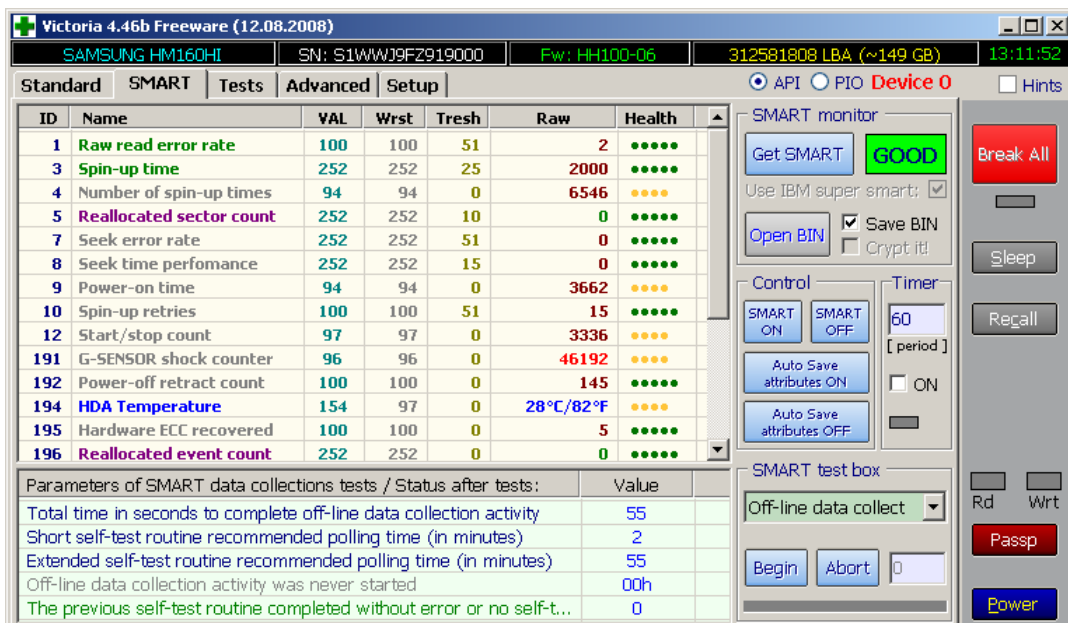 Victoria 4.46b Freeware (12.08.2008)
SAMSUNG HM160HI SN: S1WWJ9FZ919000 Fw: HH100-06 312581808 LBA (~149 GB) 13:11:52
Standard SMART Tests Advanced Setup API PIO Device 0 Hints
ID Name VAL Wrst Tresh Raw Health
1 Raw read error rate 100 100 51 2
3 Spin-up time 252 252 25 2000
4 Number of spin-up times 94 94 0 6546
5 Reallocated sector count 252 252 10 0
7 Seek error rate 252 252 51 0
8 Seek time perfomance 252 252 15 0
9 Power-on time 94 94 0 3662
10 Spin-up retries 100 100 51 15
12 Start/stop count 97 97 0 3336
191 G-SENSOR shock counter 96 96 0 46192
192 Power-off retract count 100 100 0 145
194 HDA Temperature 154 97 0 28°C/82°F
195 Hardware ECC recovered 100 100 0 5
196 Reallocated event count 252 252 0 0
Parameters of SMART data collections tests / Status after tests: Value
Total time in seconds to complete off-line data collection activity 55
Short self-test routine recommended polling time (in minutes) 2
Extended self-test routine recommended polling time (in minutes) 55
Off-line data collection activity was never started 00h
The previous self-test routine completed without error or no self-t... 0
SMART monitor
Get SMART GOOD
Use IBM super smart:
Open BIN Save BIN
Crypt it!
Control
SMART ON
SMART OFF
Auto Save attributes ON
Auto Save attributes OFF
Timer
60
[ period ]
ON
SMART test box
Off-line data collect
Begin Abort 0
Break All
Sleep
Recall
Rd Wrt
Passp
Power